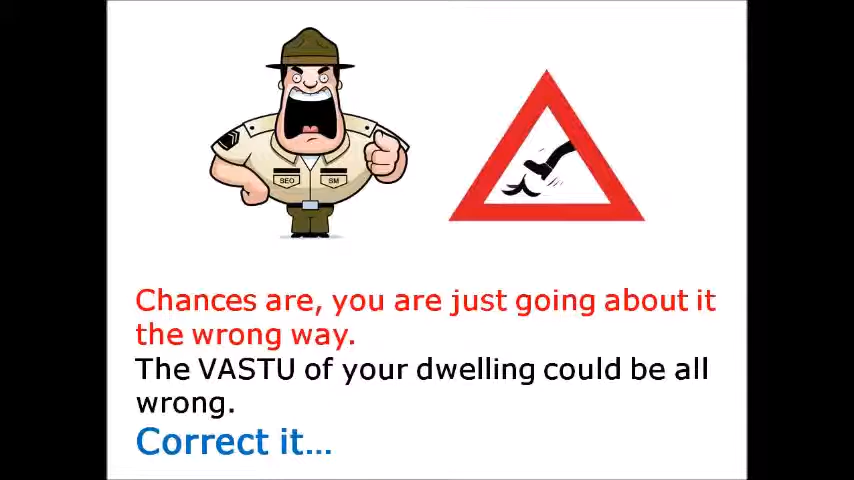 SEO SM
Chances are, you are just going about it
the wrong way.
The VASTU of your dwelling could be all
wrong.
Correct it...